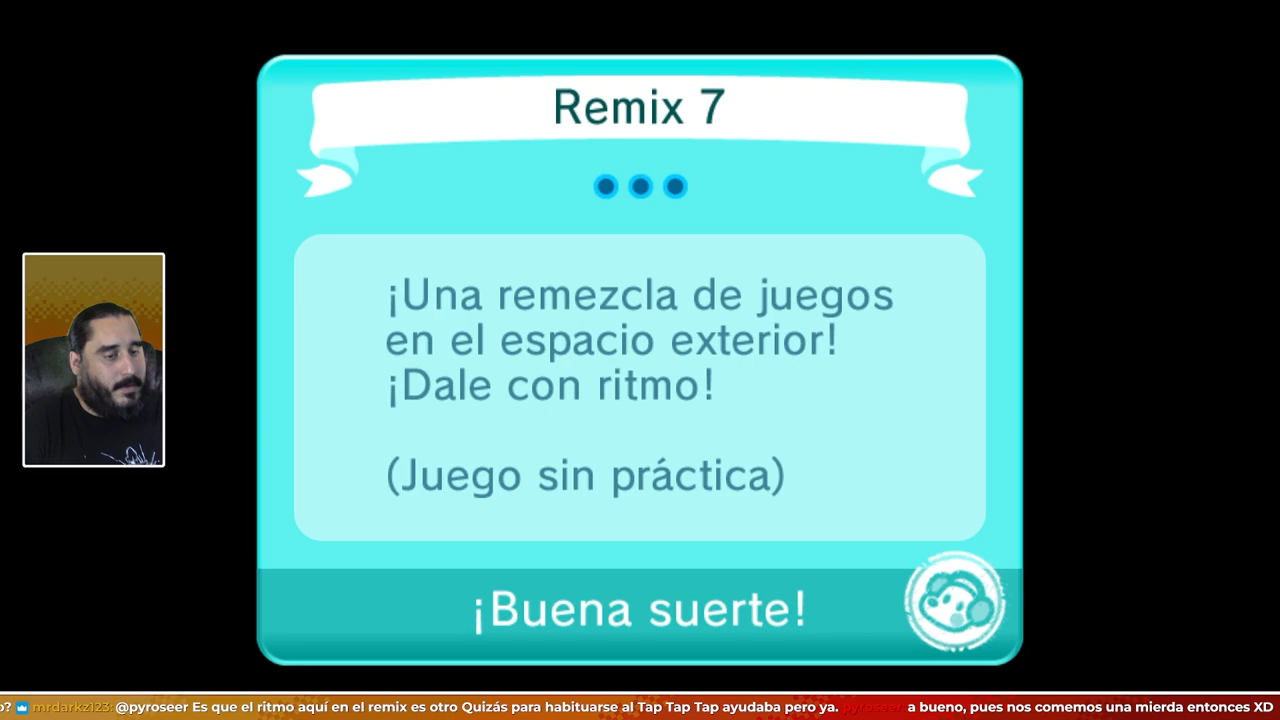 Remix 7
¡Una remezcla de juegos
en el espacio exterior!
¡Dale con ritmo!
(Juego sin práctica)
¡Buena suerte!
o? mrdarkz123: @pyroseer Es que el ritmo aquí en el remix es otro Quizás para habituarse al Tap Tap Tap ayudaba pero ya. pyroseer: a bueno, pues nos comemos una mierda entonces XD